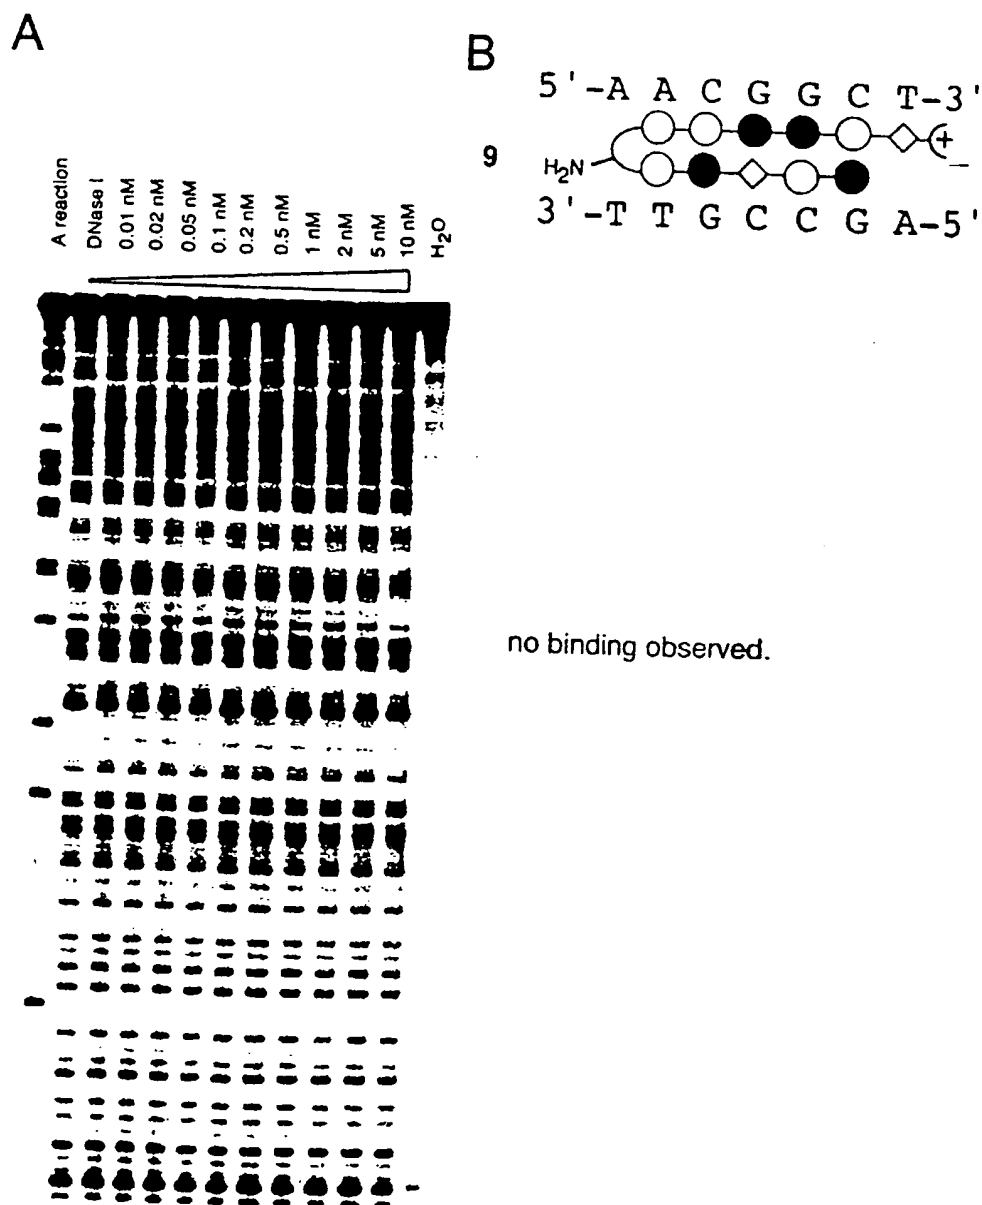 A
A reaction
DNase I
0.01 nM
0.02 nM
0.05 nM
0.1 nM
0.2 nM
0.5 nM
1 nM
2 nM
5 nM
10 nM
H2O
B
5'-A A C G G C T-3'
+
9
H2N
−
3'-T T G C C G A-5'
no binding observed.